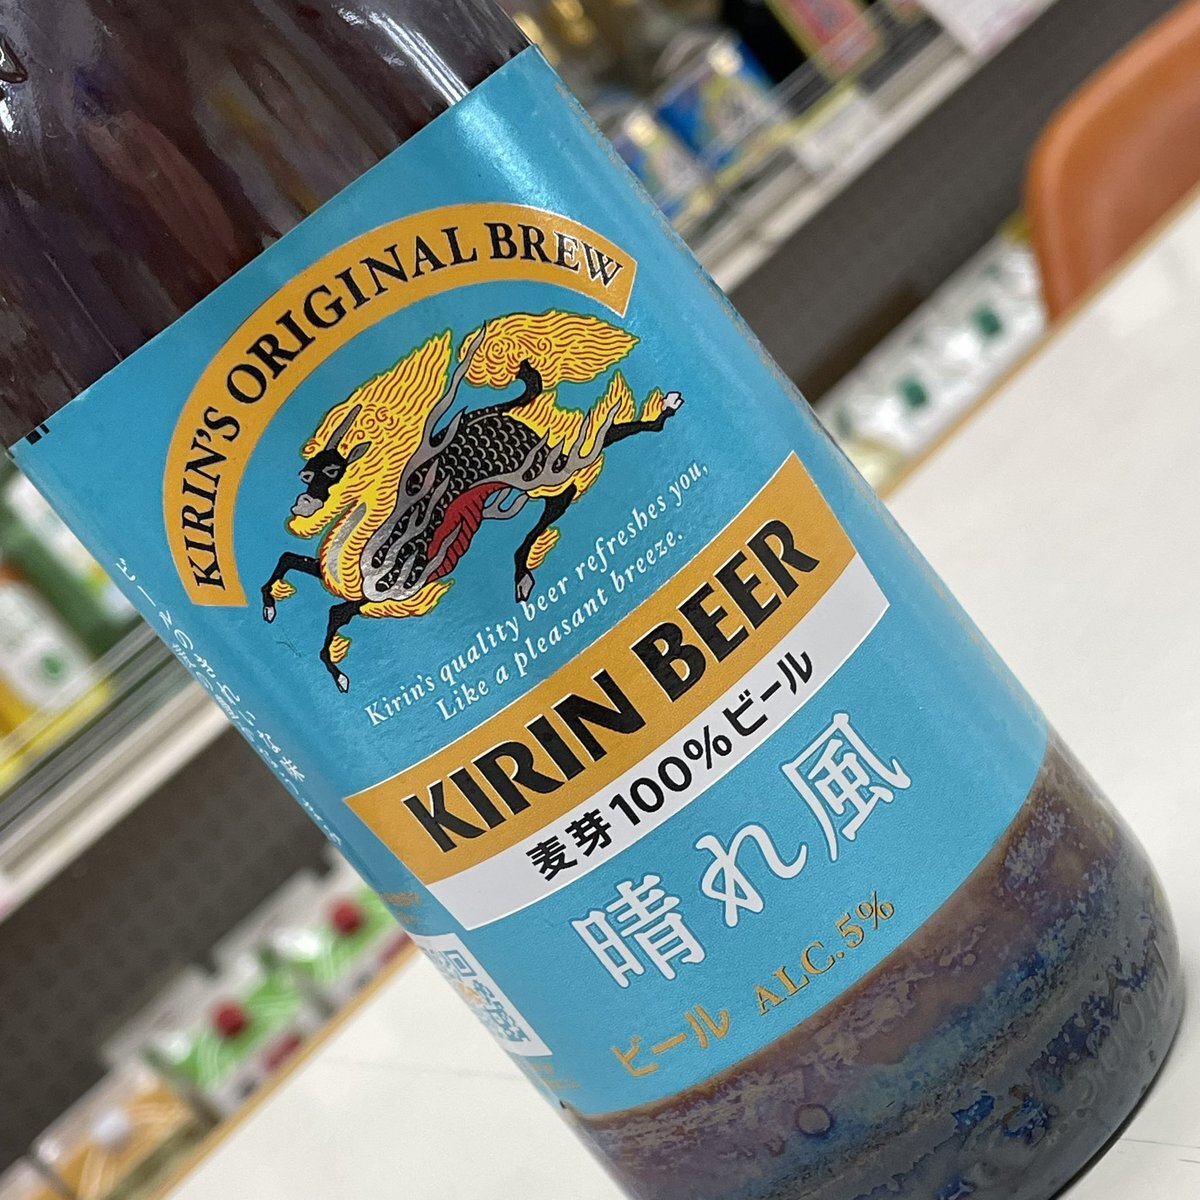 KIRIN'S ORIGINAL BREW
Kirin's quality beer refreshes you,
Like a pleasant breeze.
KIRIN BEER
麦芽100%ビール
晴れ風
ビール ALC.5%